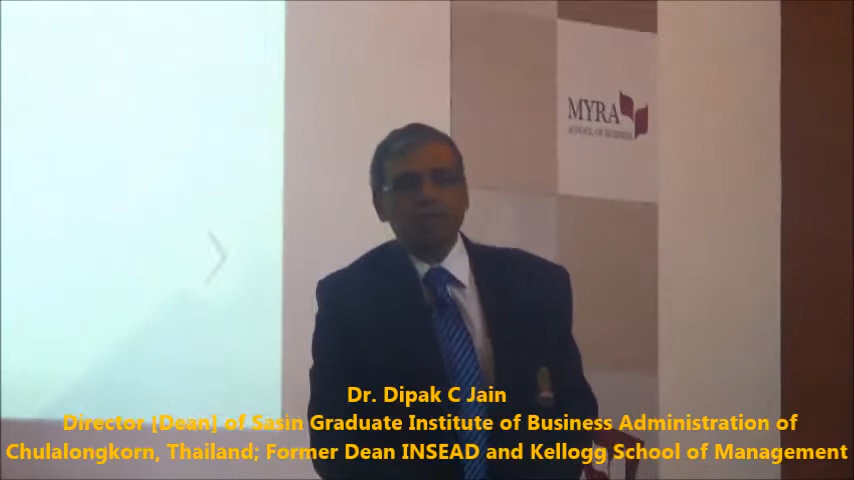 MYRA
SCHOOL OF BUSINESS
Dr. Dipak C Jain
Director [Dean] of Sasin Graduate Institute of Business Administration of
Chulalongkorn, Thailand; Former Dean INSEAD and Kellogg School of Management